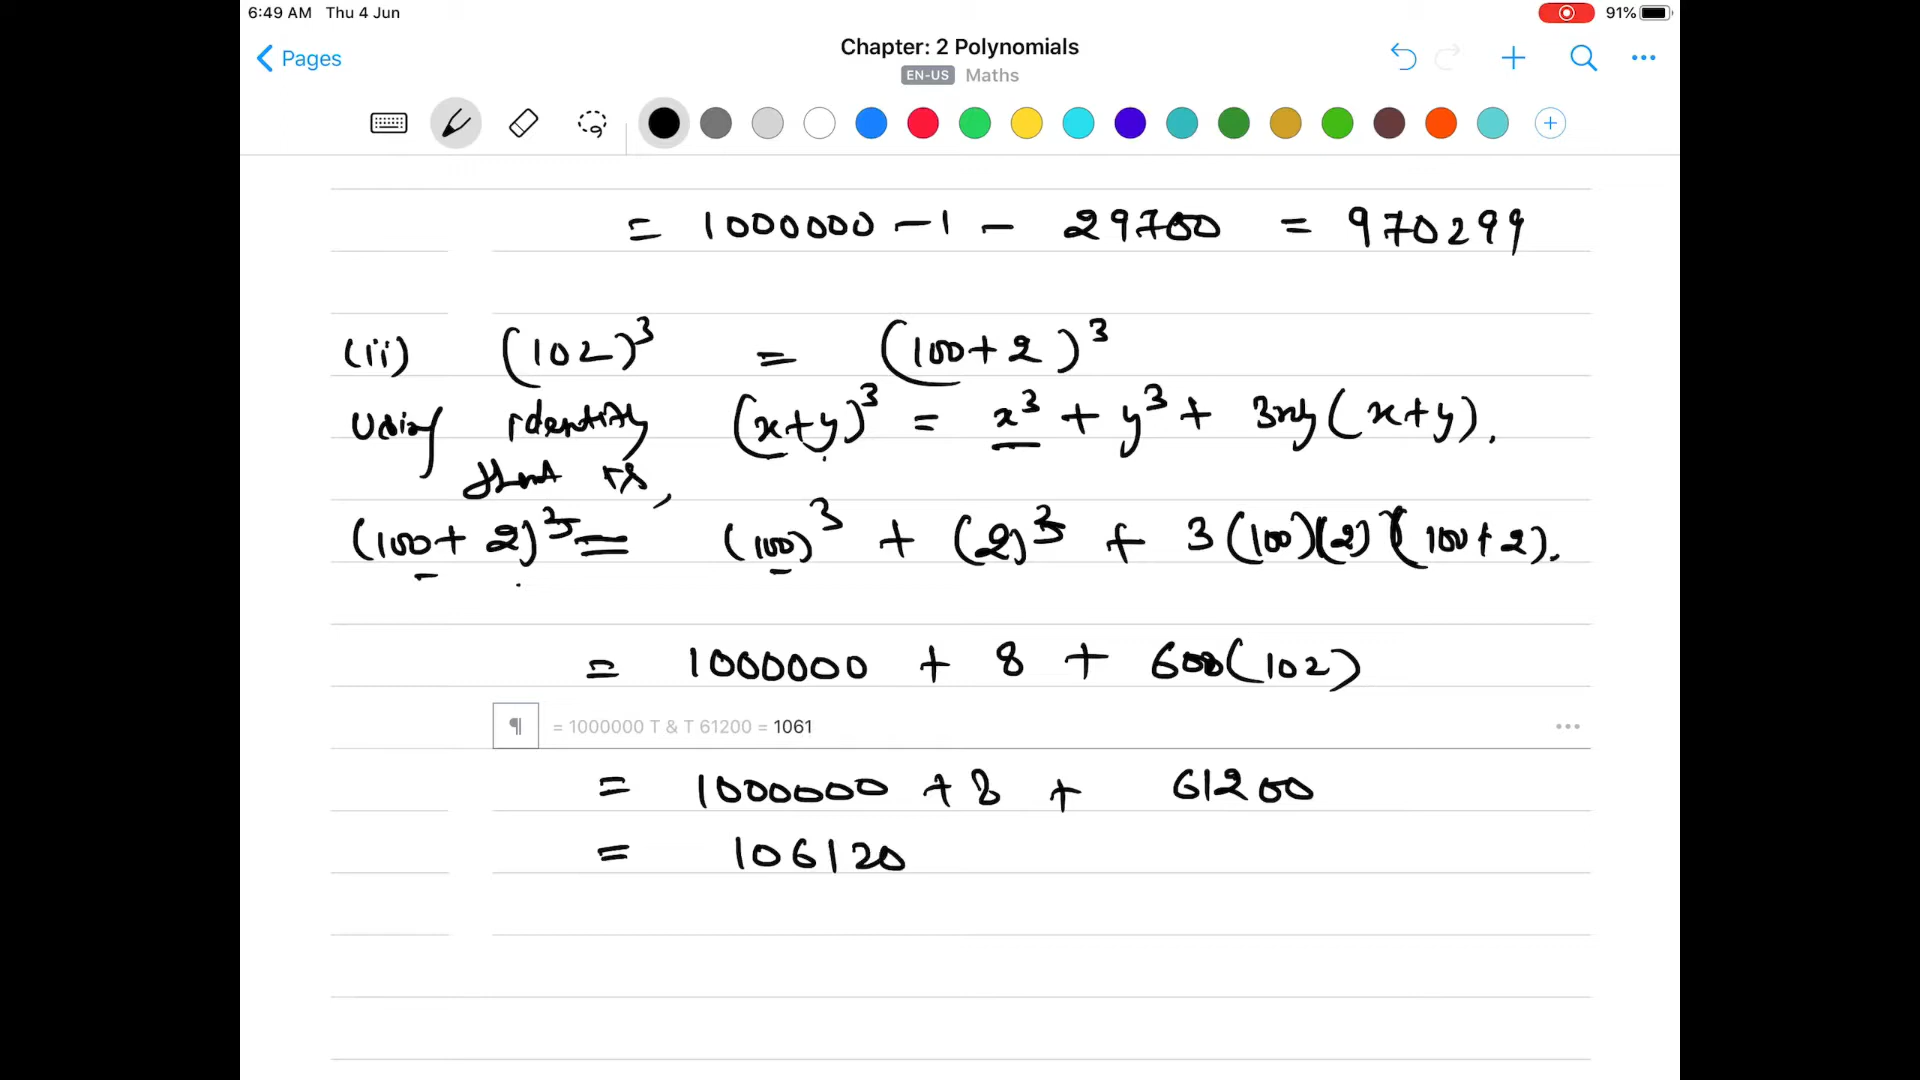 6:49 AM Thu 4 Jun
91%
Pages
Chapter: 2 Polynomials
EN-US Maths
= 1000000 - 1 - 29700 = 970299
(ii) (102)³ = (100+2)³
Using identity (x+y)³ = x³ + y³ + 3xy(x+y).
that is,
(100+2)³ = (100)³ + (2)³ + 3(100)(2)(100+2).
= 1000000 + 8 + 600(102)
= 1000000 T & T 61200 = 1061
= 1000000 + 8 + 61200
= 106120